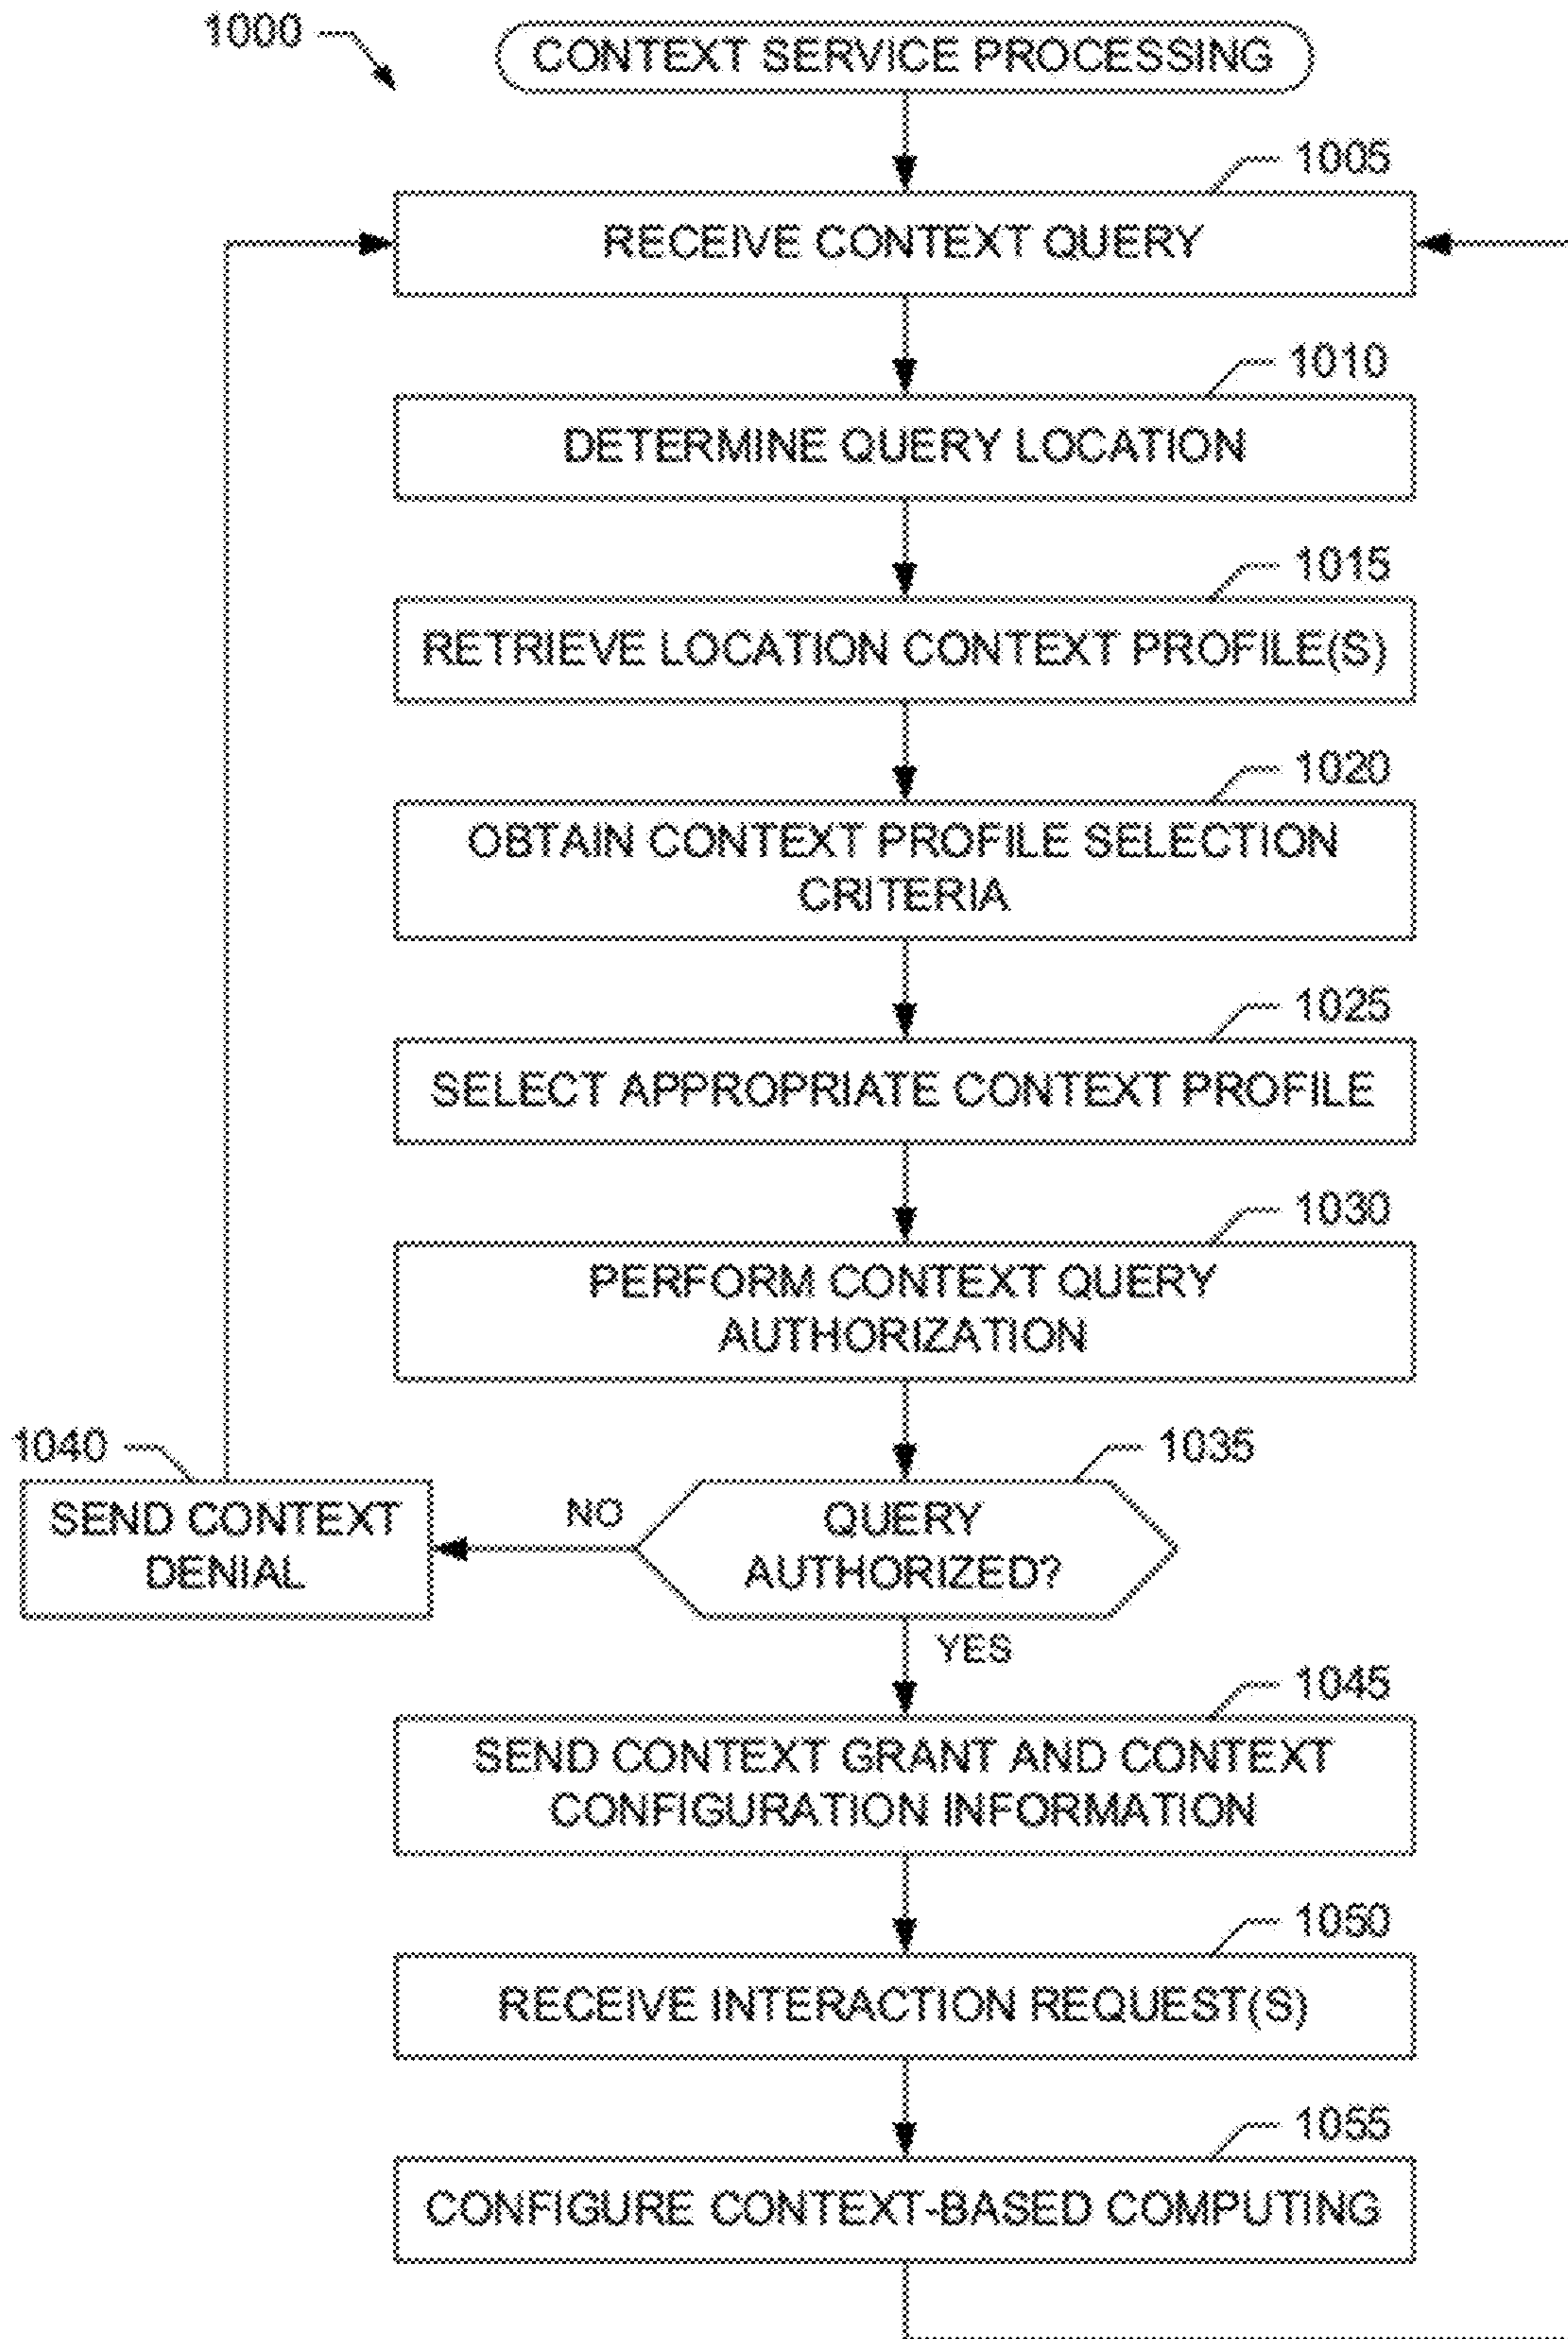 1000
CONTEXT SERVICE PROCESSING
1005
RECEIVE CONTEXT QUERY
1010
DETERMINE QUERY LOCATION
1015
RETRIEVE LOCATION CONTEXT PROFILE(S)
1020
OBTAIN CONTEXT PROFILE SELECTION
CRITERIA
1025
SELECT APPROPRIATE CONTEXT PROFILE
1030
PERFORM CONTEXT QUERY
AUTHORIZATION
1035
QUERY
AUTHORIZED?
NO
1040
SEND CONTEXT
DENIAL
YES
1045
SEND CONTEXT GRANT AND CONTEXT
CONFIGURATION INFORMATION
1050
RECEIVE INTERACTION REQUEST(S)
1055
CONFIGURE CONTEXT-BASED COMPUTING